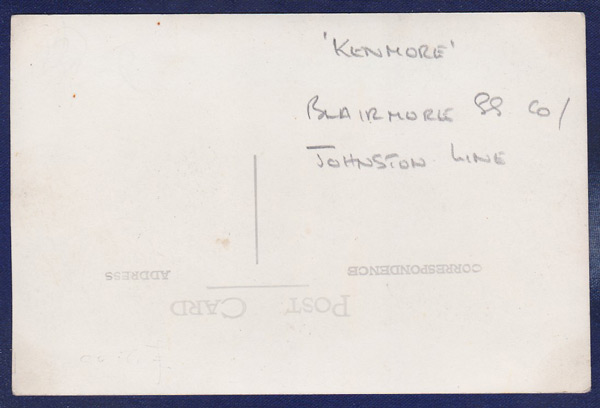 'KENMORE'
BLAIRMORE SS CO/
JOHNSTON LINE
CORRESPONDENCE
ADDRESS
POST CARD